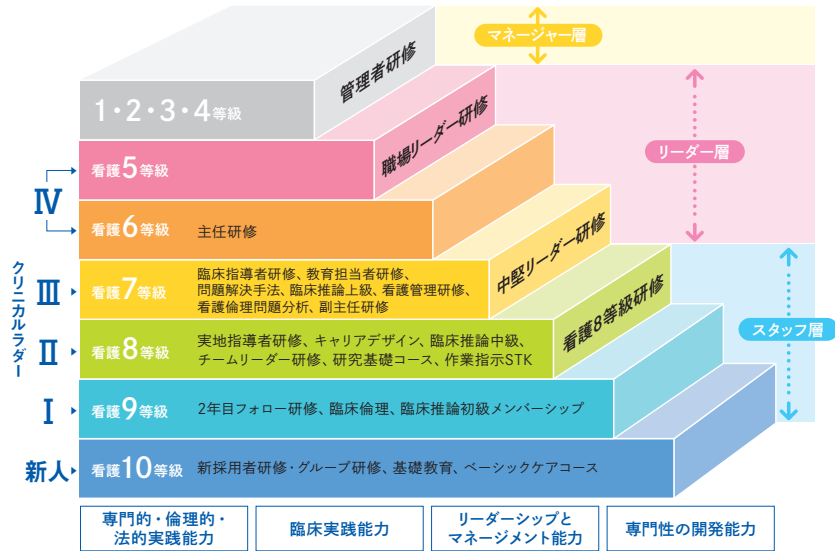 マネージャー層
管理者研修
1・2・3・4等級
職場リーダー研修
リーダー層
看護5等級
Ⅳ
看護6等級
主任研修
中堅リーダー研修
クリニカルラダー
Ⅲ
看護7等級
臨床指導者研修、教育担当者研修、
問題解決手法、臨床推論上級、看護管理研修、
看護倫理問題分析、副主任研修
看護8等級研修
スタッフ層
Ⅱ
看護8等級
実地指導者研修、キャリアデザイン、臨床推論中級、
チームリーダー研修、研究基礎コース、作業指示STK
Ⅰ
看護9等級
2年目フォロー研修、臨床倫理、臨床推論初級メンバーシップ
新人
看護10等級
新採用者研修・グループ研修、基礎教育、ベーシックケアコース
専門的・倫理的・
法的実践能力
臨床実践能力
リーダーシップと
マネージメント能力
専門性の開発能力